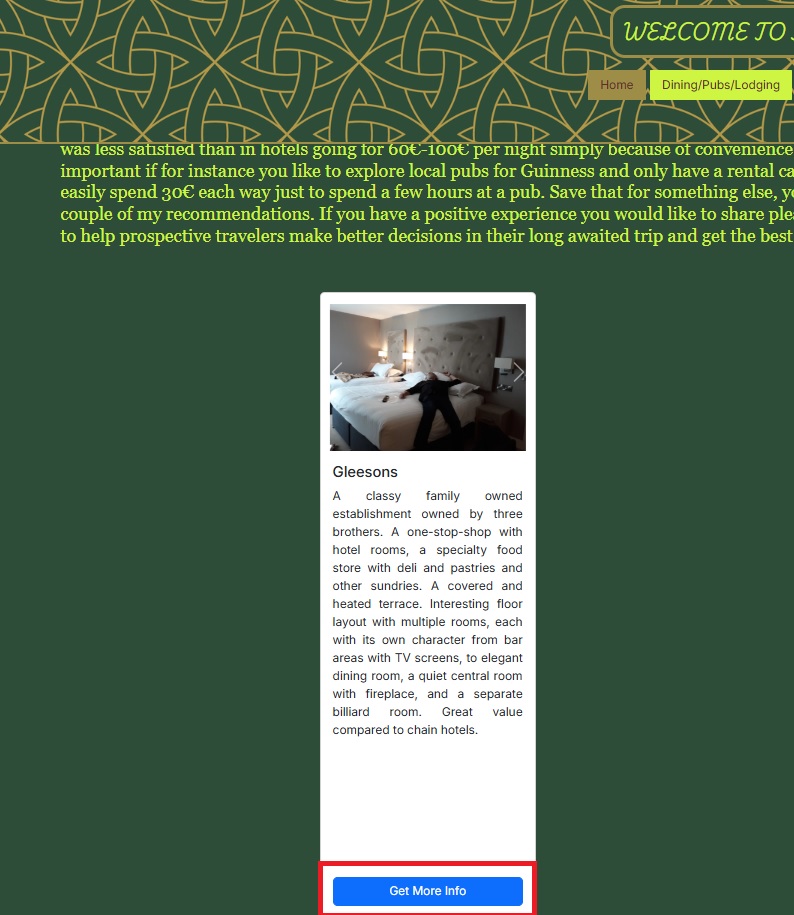 WELCOME TO
Home Dining/Pubs/Lodging
was less satisfied than in hotels going for 60€-100€ per night simply because of convenience
important if for instance you like to explore local pubs for Guinness and only have a rental
easily spend 30€ each way just to spend a few hours at a pub. Save that for something else,
couple of my recommendations. If you have a positive experience you would like to share
to help prospective travelers make better decisions in their long awaited trip and get the best
Gleesons
A classy family owned
establishment owned by three
brothers. A one-stop-shop with
hotel rooms, a specialty food
store with deli and pastries and
other sundries. A covered and
heated terrace. Interesting floor
layout with multiple rooms, each
with its own character from bar
areas with TV screens, to elegant
dining room, a quiet central room
with fireplace, and a separate
billiard room. Great value
compared to chain hotels.
Get More Info